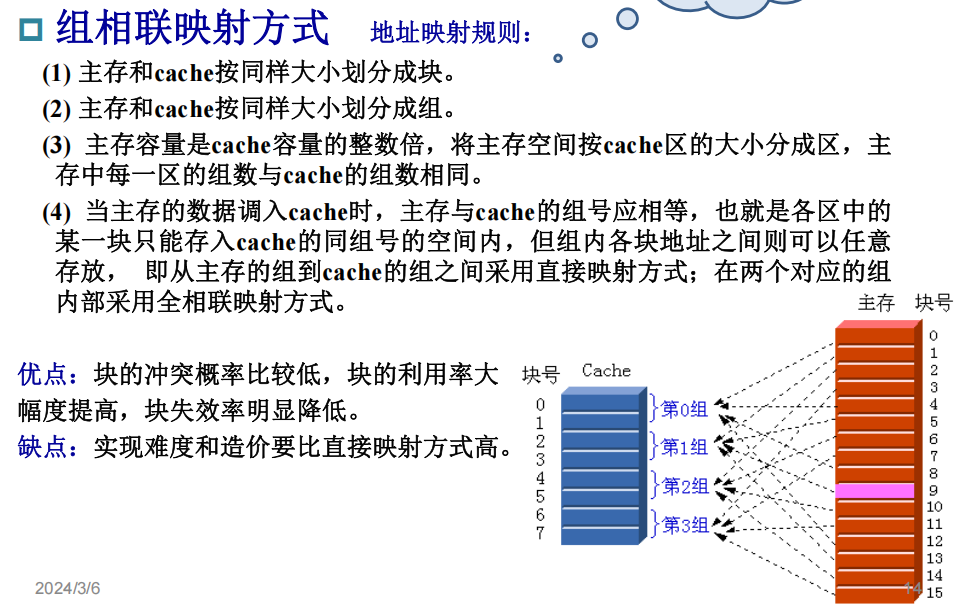 组相联映射方式 地址映射规则：
(1) 主存和cache按同样大小划分成块。
(2) 主存和cache按同样大小划分成组。
(3) 主存容量是cache容量的整数倍，将主存空间按cache区的大小分成区，主
存中每一区的组数与cache的组数相同。
(4) 当主存的数据调入cache时，主存与cache的组号应相等，也就是各区中的
某一块只能存入cache的同组号的空间内，但组内各块地址之间则可以任意
存放， 即从主存的组到cache的组之间采用直接映射方式；在两个对应的组
内部采用全相联映射方式。
优点：块的冲突概率比较低，块的利用率大
幅度提高，块失效率明显降低。
缺点：实现难度和造价要比直接映射方式高。
块号 Cache
0
1
2
3
4
5
6
7
第0组
第1组
第2组
第3组
主存 块号
0
1
2
3
4
5
6
7
8
9
10
11
12
13
14
15
2024/3/6
14